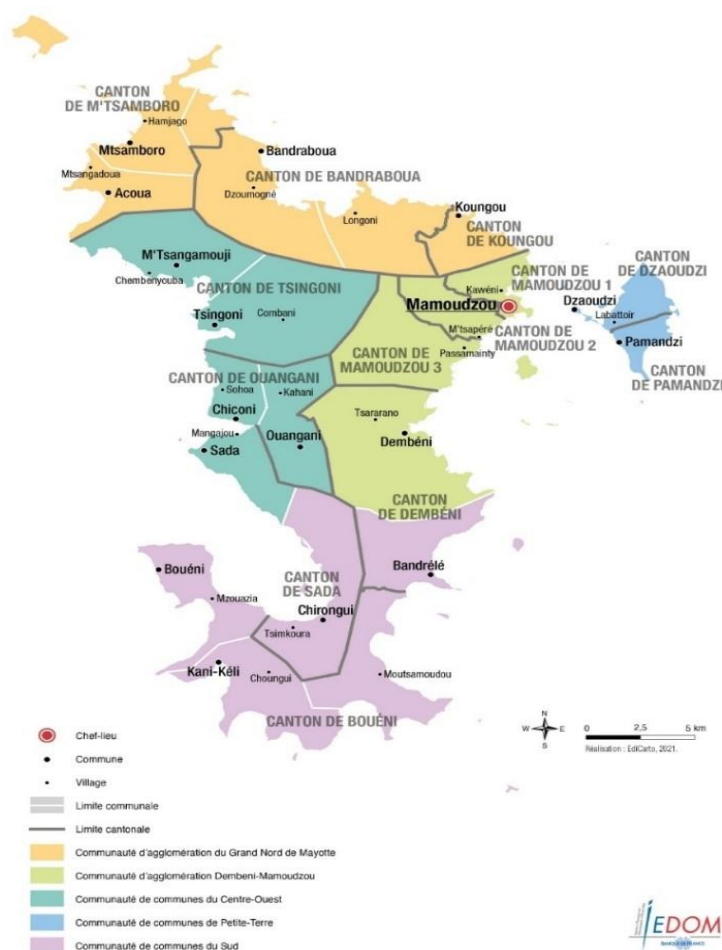 CANTON
DE M'TSAMBORO
Hamjago
Mtsamboro
Mtsangadoua
Acoua
Bandraboua
CANTON DE BANDRABOUA
Dzoumogné
Longoni
Koungou
CANTON
DE KOUNGOU
M'Tsangamouji
Chembenyouba
CANTON DE TSINGONI
Tsingoni
Combani
CANTON DE
MAMOUDZOU 1
Kawéni
Mamoudzou
M'tsapéré
CANTON DE
MAMOUDZOU 2
Passamainty
CANTON DE
MAMOUDZOU 3
CANTON
DE DZAOUDZI
Dzaoudzi
Labattoir
Pamandzi
CANTON
DE PAMANDZI
CANTON DE OUANGANI
Sohoa
Kahani
Chiconi
Mangajou
Ouangani
Sada
Tsararano
Dembéni
CANTON
DE DEMBÉNI
Bandrélé
Bouéni
CANTON
DE SADA
Mzouazia
Chirongui
Tsimkoura
Kani-Kéli
Choungui
Moutsamoudou
CANTON DE BOUÉNI
N
W E
S
0 2,5 5 km
Réalisation : EdiCarto, 2021.
Chef-lieu
Commune
Village
Limite communale
Limite cantonale
Communauté d'agglomération du Grand Nord de Mayotte
Communauté d'agglomération Dembeni-Mamoudzou
Communauté de communes du Centre-Ouest
Communauté de communes de Petite-Terre
Communauté de communes du Sud
IEDOM
BANQUE DE FRANCE